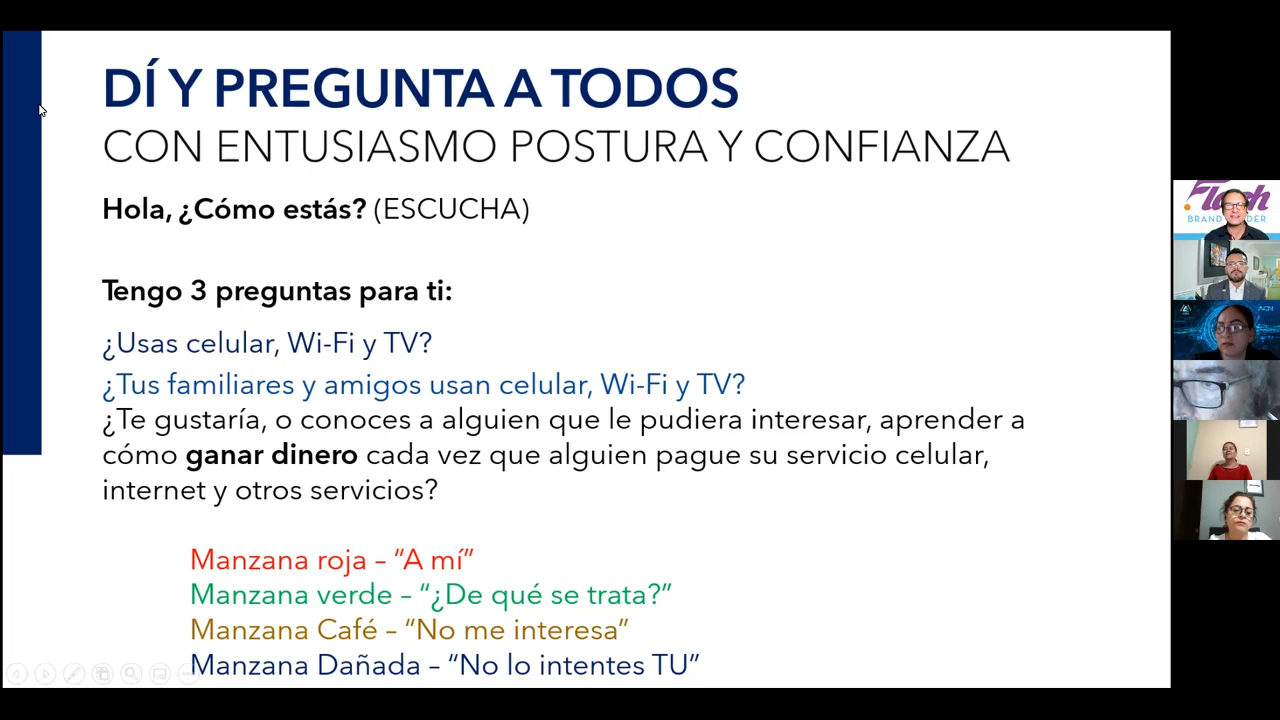 DÍ Y PREGUNTA A TODOS
CON ENTUSIASMO POSTURA Y CONFIANZA
Hola, ¿Cómo estás? (ESCUCHA)
Tengo 3 preguntas para ti:
¿Usas celular, Wi-Fi y TV?
¿Tus familiares y amigos usan celular, Wi-Fi y TV?
¿Te gustaría, o conoces a alguien que le pudiera interesar, aprender a
cómo ganar dinero cada vez que alguien pague su servicio celular,
internet y otros servicios?
Manzana roja – “A mí”
Manzana verde – “¿De qué se trata?”
Manzana Café – “No me interesa”
Manzana Dañada – “No lo intentes TU”
ACN